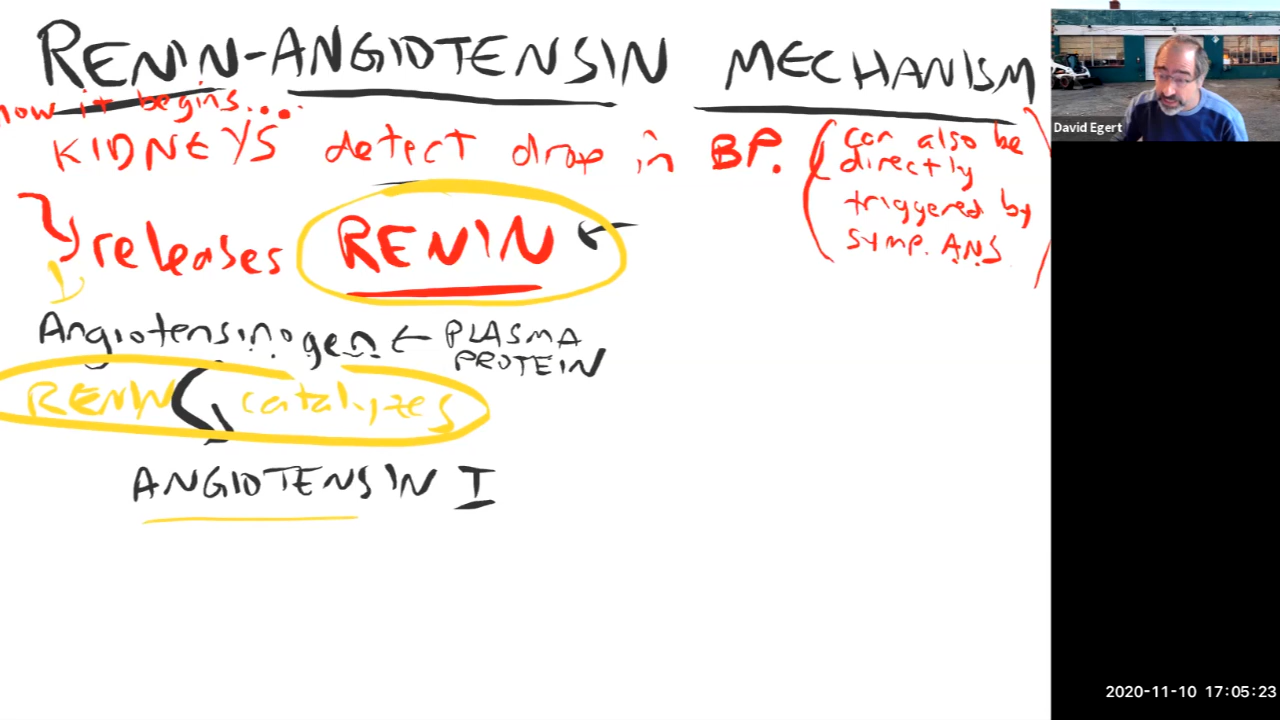 RENIN-ANGIOTENSIN MECHANISM
how it begins....
KIDNEYS detect drop in BP.
(can also be
directly
triggered by
symp. ANS)
releases RENIN
Angiotensinogen ← PLASMA
PROTEIN
RENIN catalyzes
ANGIOTENSIN I
David Egert
2020-11-10 17:05:23